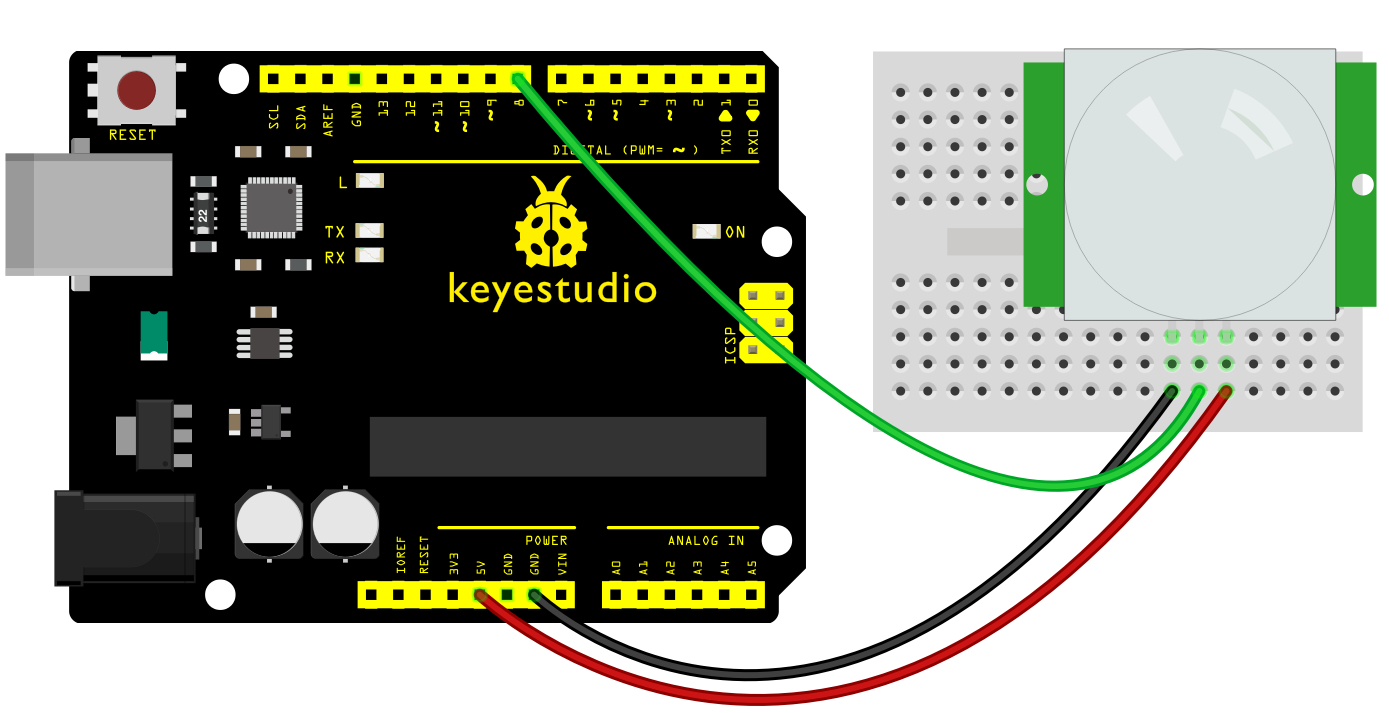 RESET
SCL
SDA
AREF
GND
13
12
~11
~10
~9
8
7
~6
~5
4
~3
2
TX0▶1
RX0◀0
DIGITAL (PWM= ~ )
L
TX
RX
22
ON
keyestudio
ICSP
POWER
ANALOG IN
IOREF
RESET
3V3
5V
GND
GND
VIN
A0
A1
A2
A3
A4
A5